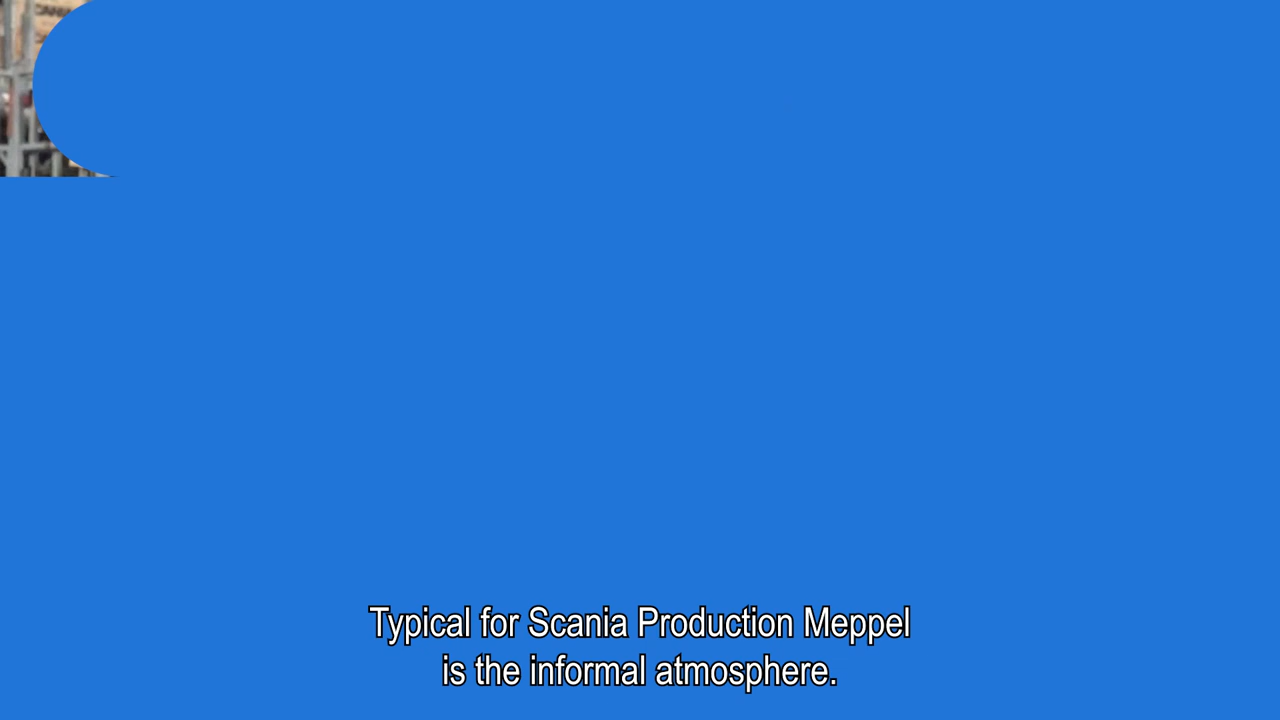 Typical for Scania Production Meppel
is the informal atmosphere.